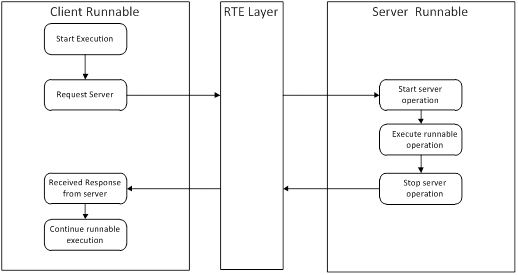 Client Runnable
RTE Layer
Server Runnable
Start Execution
Request Server
Start server
operation
Execute runnable
operation
Received Response
from server
Stop server
operation
Continue runnable
execution